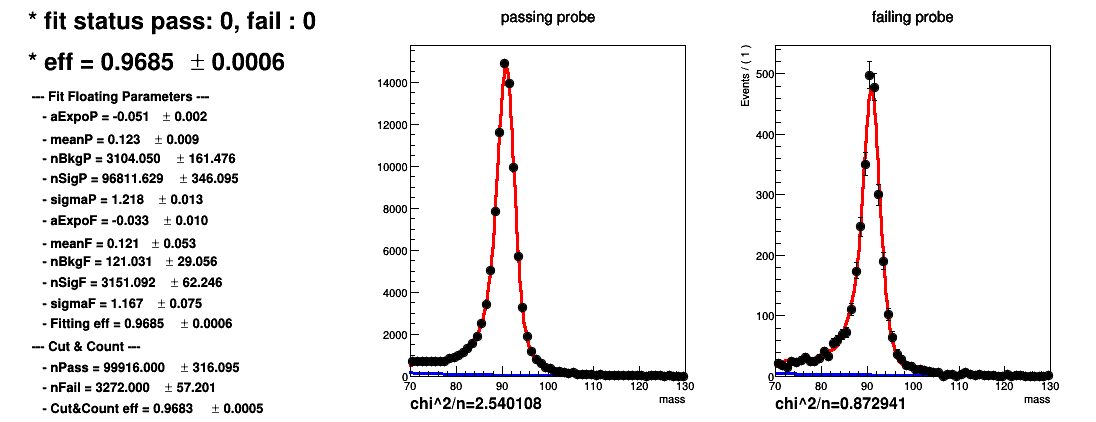 * fit status pass: 0, fail : 0
* eff = 0.9685 ± 0.0006
--- Fit Floating Parameters ---
- aExpoP = -0.051 ± 0.002
- meanP = 0.123 ± 0.009
- nBkgP = 3104.050 ± 161.476
- nSigP = 96811.629 ± 346.095
- sigmaP = 1.218 ± 0.013
- aExpoF = -0.033 ± 0.010
- meanF = 0.121 ± 0.053
- nBkgF = 121.031 ± 29.056
- nSigF = 3151.092 ± 62.246
- sigmaF = 1.167 ± 0.075
- Fitting eff = 0.9685 ± 0.0006
--- Cut & Count ---
- nPass = 99916.000 ± 316.095
- nFail = 3272.000 ± 57.201
- Cut&Count eff = 0.9683 ± 0.0005
passing probe
14000
12000
10000
8000
6000
4000
2000
0
70 80 90 100 110 120 130
mass
chi^2/n=2.540108
failing probe
Events / ( 1 )
500
400
300
200
100
0
70 80 90 100 110 120 130
mass
chi^2/n=0.872941